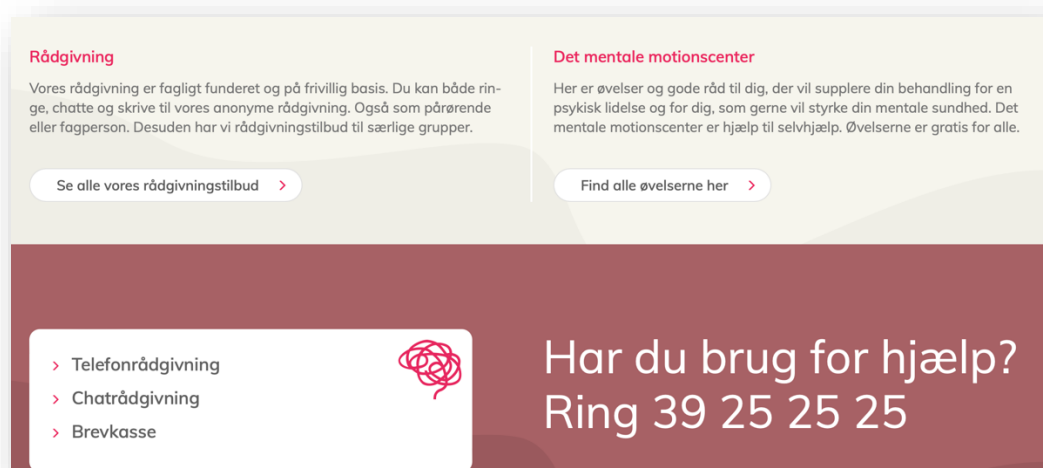 Rådgivning
Vores rådgivning er fagligt funderet og på frivillig basis. Du kan både rin-
ge, chatte og skrive til vores anonyme rådgivning. Også som pårørende
eller fagperson. Desuden har vi rådgivningstilbud til særlige grupper.
Se alle vores rådgivningstilbud
Det mentale motionscenter
Her er øvelser og gode råd til dig, der vil supplere din behandling for en
psykisk lidelse og for dig, som gerne vil styrke din mentale sundhed. Det
mentale motionscenter er hjælp til selvhjælp. Øvelserne er gratis for alle.
Find alle øvelserne her
Telefonrådgivning
Chatrådgivning
Brevkasse
Har du brug for hjælp?
Ring 39 25 25 25